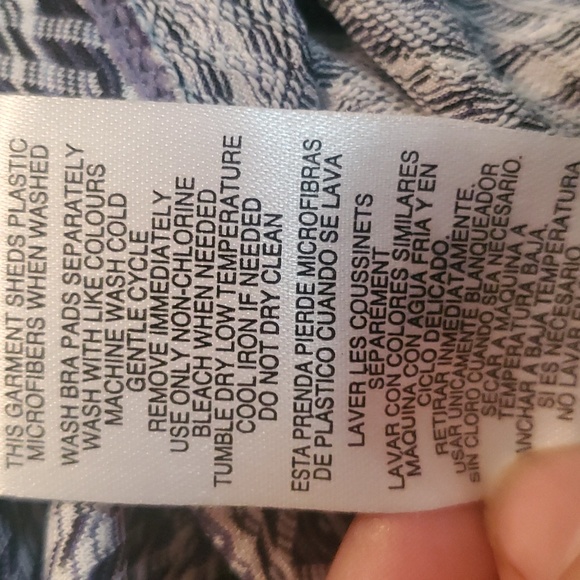 THIS GARMENT SHEDS PLASTIC
MICROFIBERS WHEN WASHED
WASH BRA PADS SEPARATELY
WASH WITH LIKE COLOURS
MACHINE WASH COLD
GENTLE CYCLE
REMOVE IMMEDIATELY
USE ONLY NON-CHLORINE
BLEACH WHEN NEEDED
TUMBLE DRY LOW TEMPERATURE
COOL IRON IF NEEDED
DO NOT DRY CLEAN
ESTA PRENDA PIERDE MICROFIBRAS
DE PLASTICO CUANDO SE LAVA
LAVER LES COUSSINETS
SÉPARÉMENT
LAVAR CON COLORES SIMILARES
MAQUINA CON AGUA FRIA Y EN
CICLO DELICADO.
RETIRAR INMEDIATAMENTE.
USAR UNICAMENTE BLANQUEADOR
SIN CLORO CUANDO SEA NECESARIO.
SECAR A MAQUINA A
TEMPERATURA BAJA.
ANCHAR A BAJA TEMPERATURA
SI ES NECESARIO
NO LAVAR